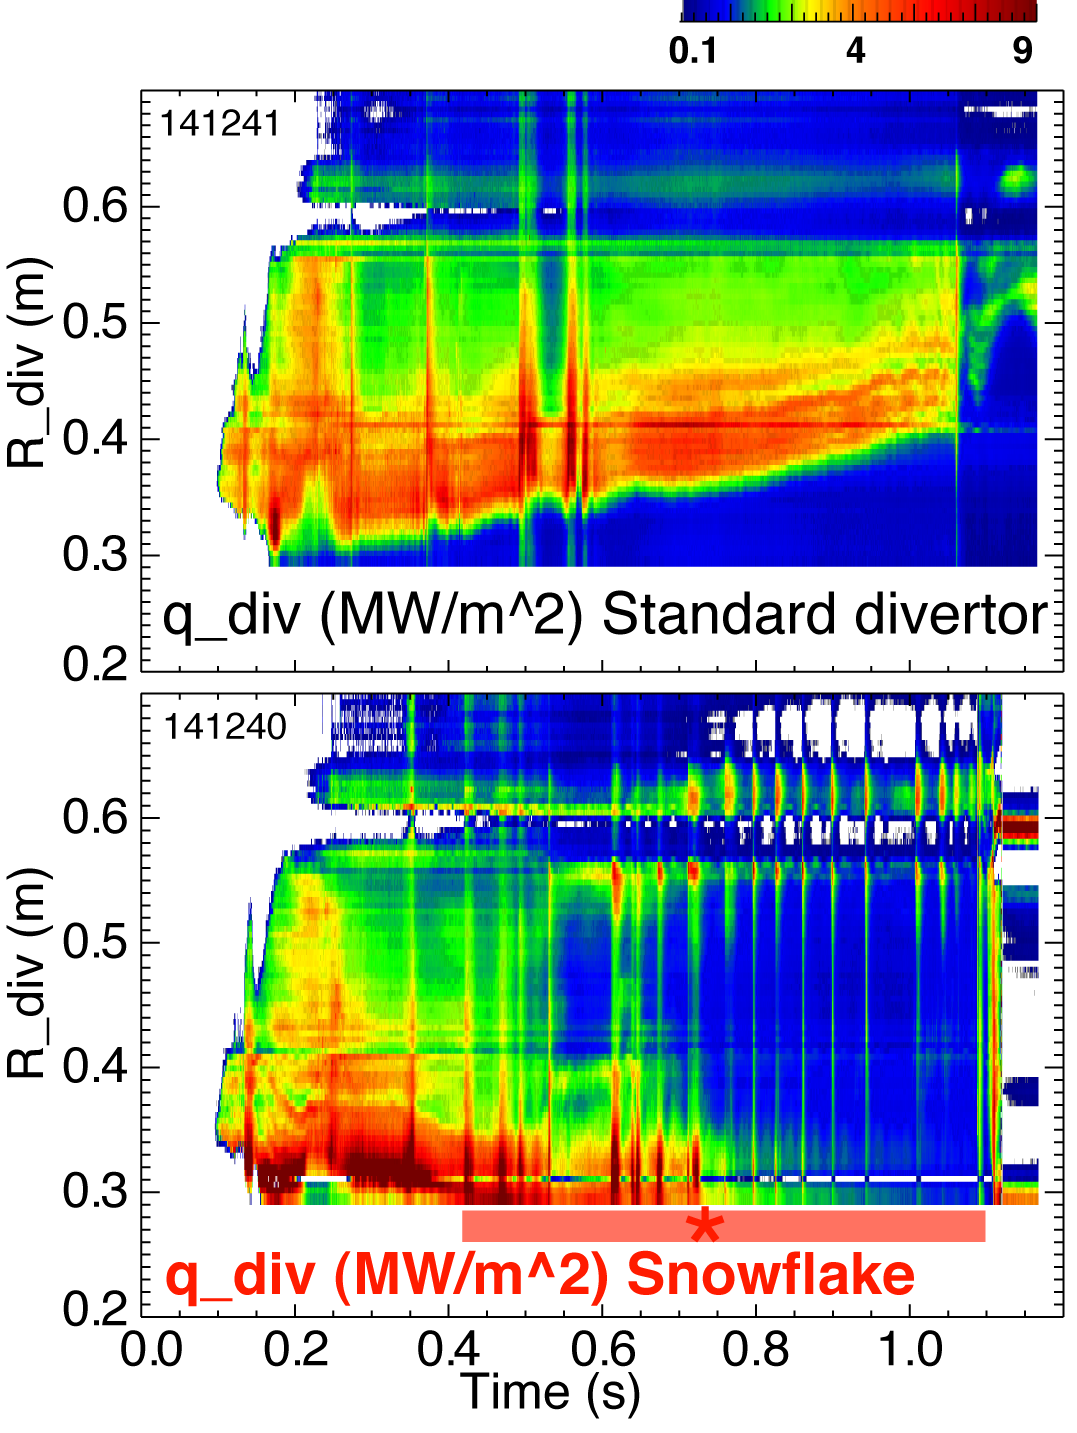 0.1 4 9
141241
0.6
0.5
0.4
0.3
0.2
R_div (m)
q_div (MW/m^2) Standard divertor
141240
0.6
0.5
0.4
0.3
0.2
R_div (m)
*
q_div (MW/m^2) Snowflake
0.0 0.2 0.4 0.6 0.8 1.0
Time (s)